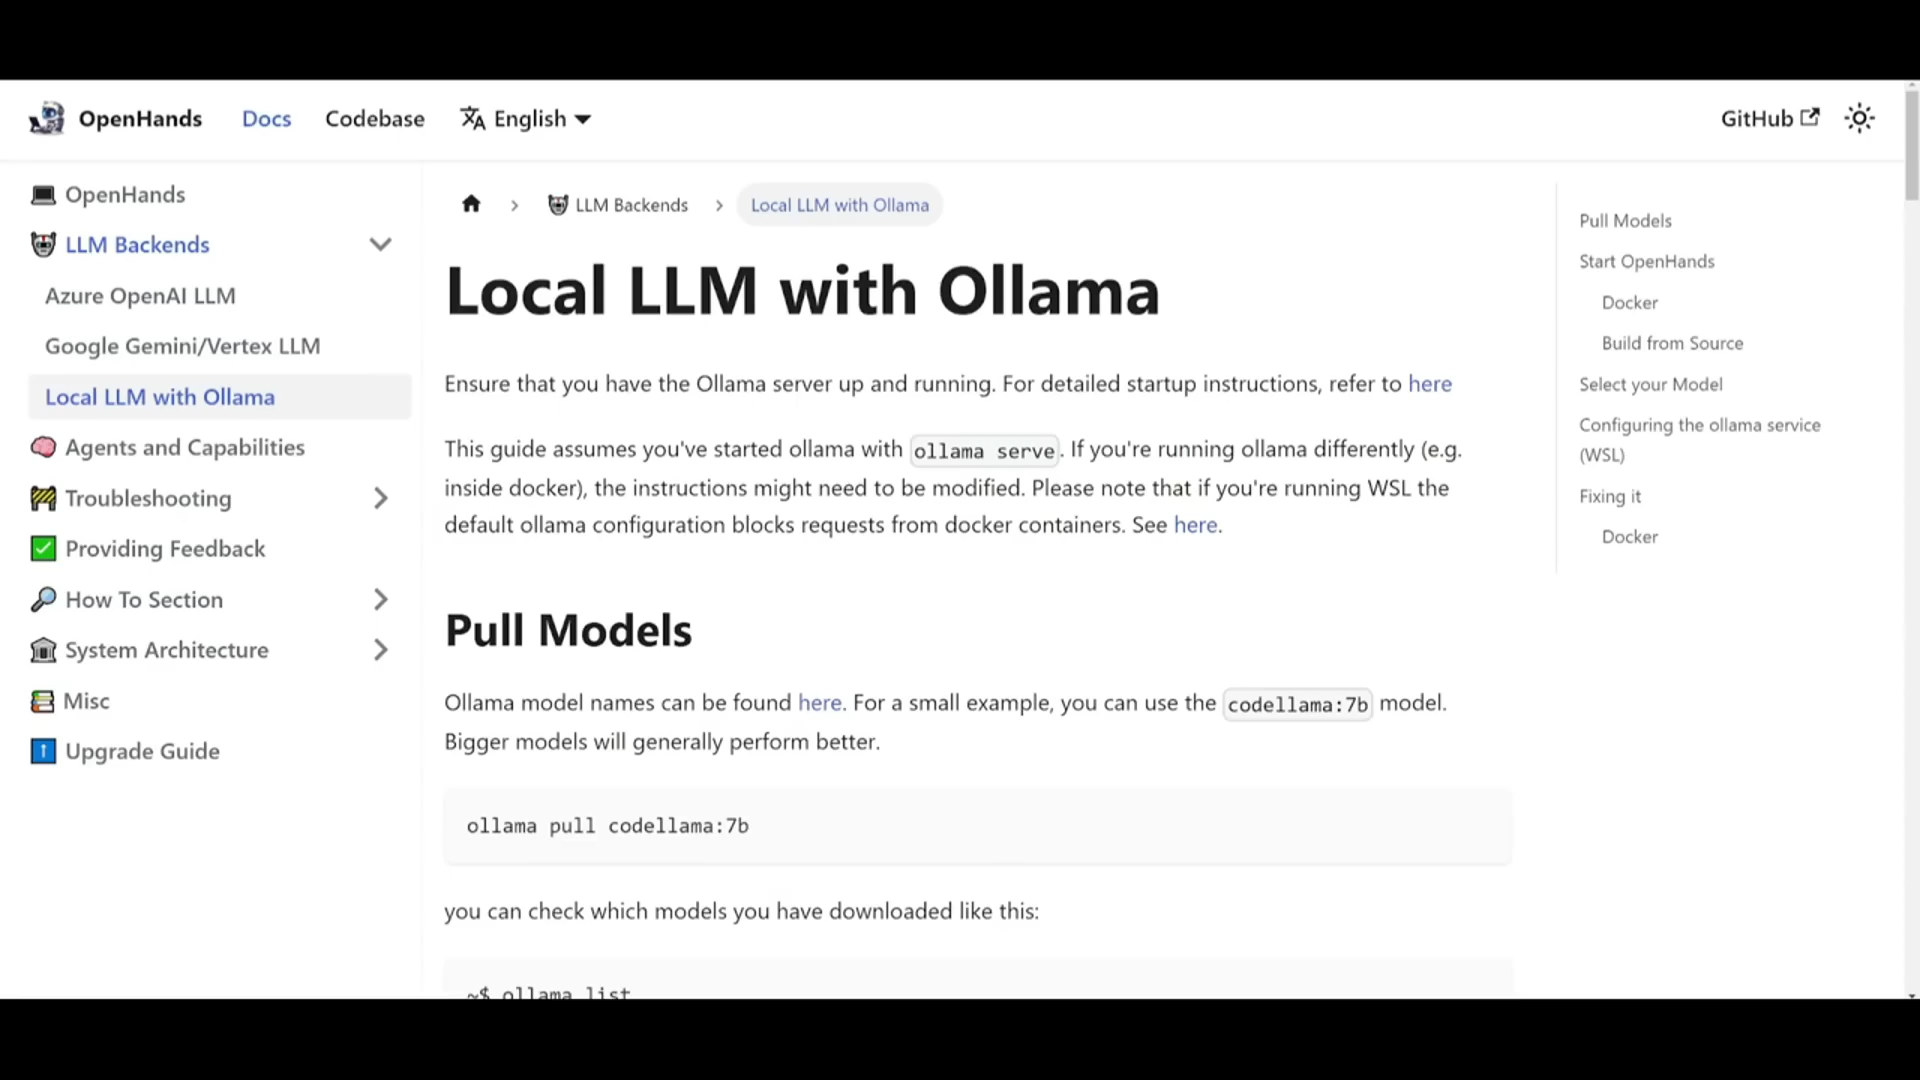 OpenHands Docs Codebase English GitHub
OpenHands
LLM Backends
Azure OpenAI LLM
Google Gemini/Vertex LLM
Local LLM with Ollama
Agents and Capabilities
Troubleshooting
Providing Feedback
How To Section
System Architecture
Misc
Upgrade Guide
LLM Backends Local LLM with Ollama
Local LLM with Ollama
Ensure that you have the Ollama server up and running. For detailed startup instructions, refer to here
This guide assumes you've started ollama with ollama serve. If you're running ollama differently (e.g.
inside docker), the instructions might need to be modified. Please note that if you're running WSL the
default ollama configuration blocks requests from docker containers. See here.
Pull Models
Ollama model names can be found here. For a small example, you can use the codellama:7b model.
Bigger models will generally perform better.
ollama pull codellama:7b
you can check which models you have downloaded like this:
~$ ollama list
Pull Models
Start OpenHands
Docker
Build from Source
Select your Model
Configuring the ollama service
(WSL)
Fixing it
Docker